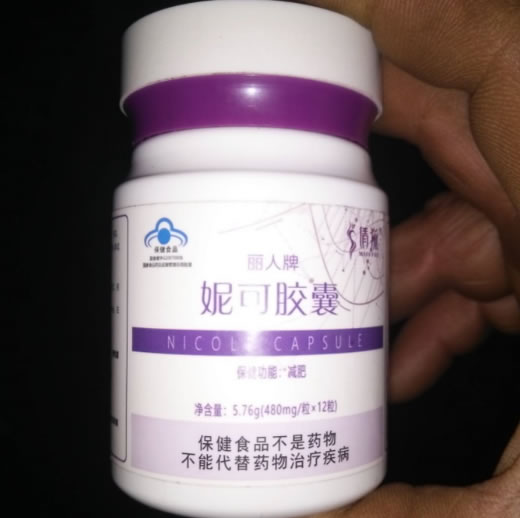 保健食品
丽人牌
妮可胶囊
NICOLE CAPSULE
保健功能：减肥
净含量：5.76g(480mg/粒×12粒)
保健食品不是药物
不能代替药物治疗疾病